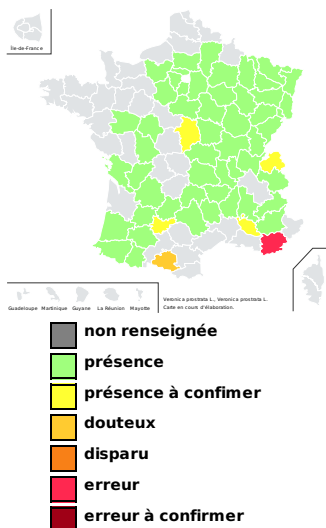 Île-de-France
Guadeloupe Martinique Guyane La Réunion Mayotte
Veronica prostrata L., Veronica prostrata L.
Carte en cours d'élaboration.
non renseignée
présence
présence à confimer
douteux
disparu
erreur
erreur à confirmer